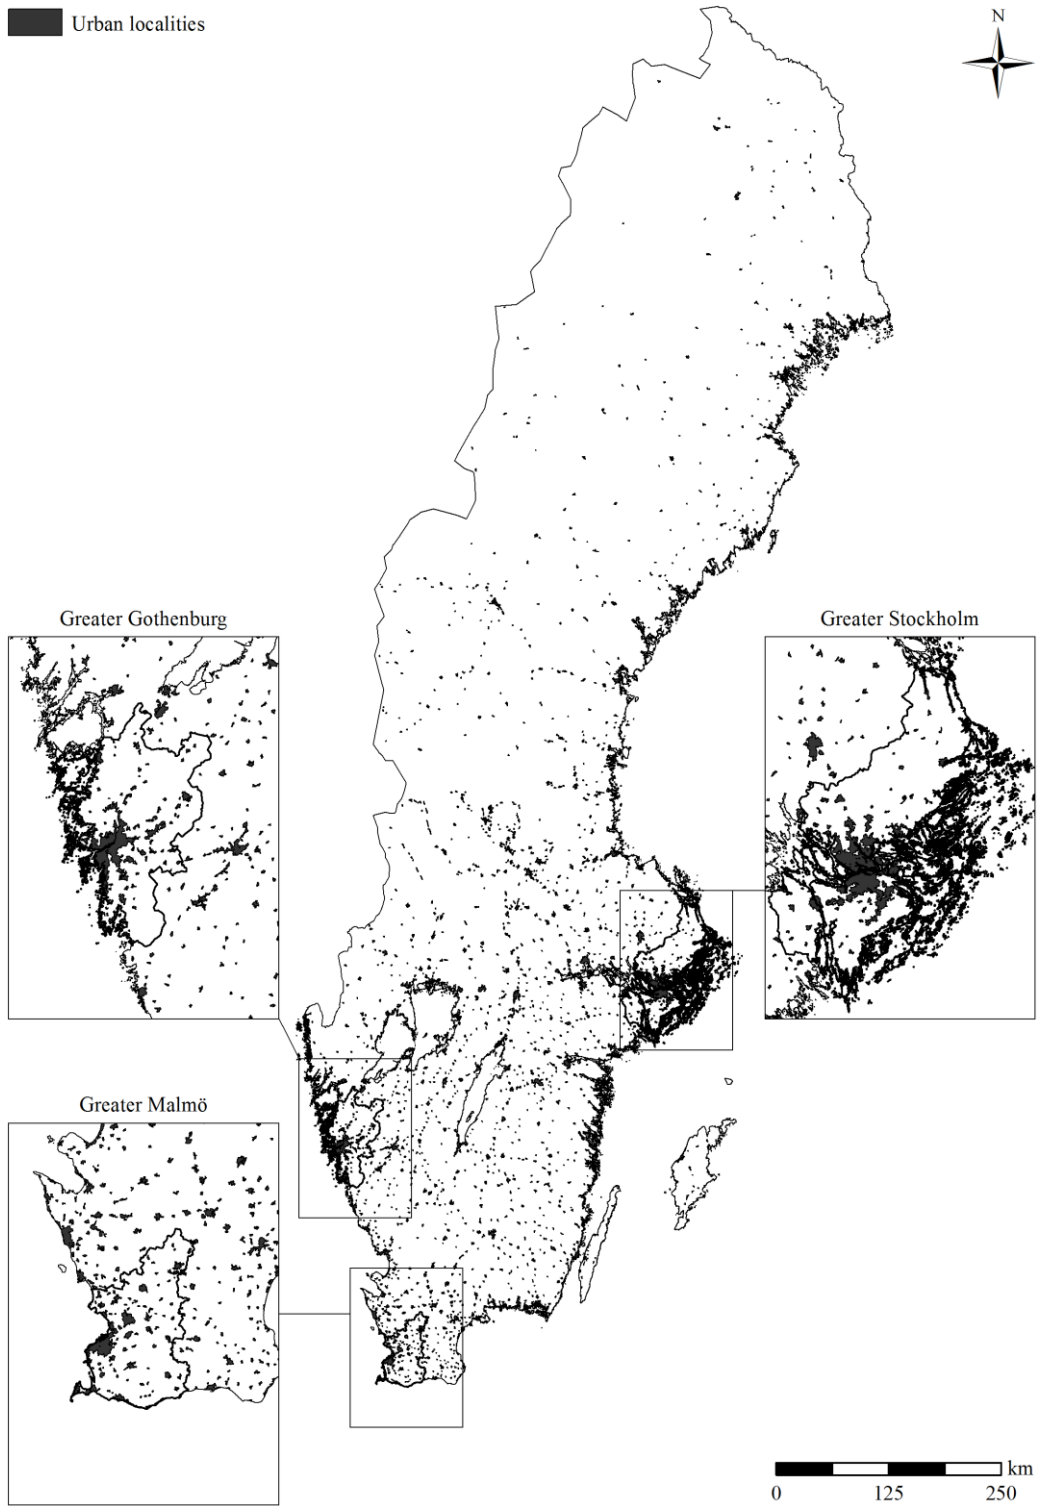 Urban localities
N
Greater Gothenburg
Greater Stockholm
Greater Malmö
km
0 125 250